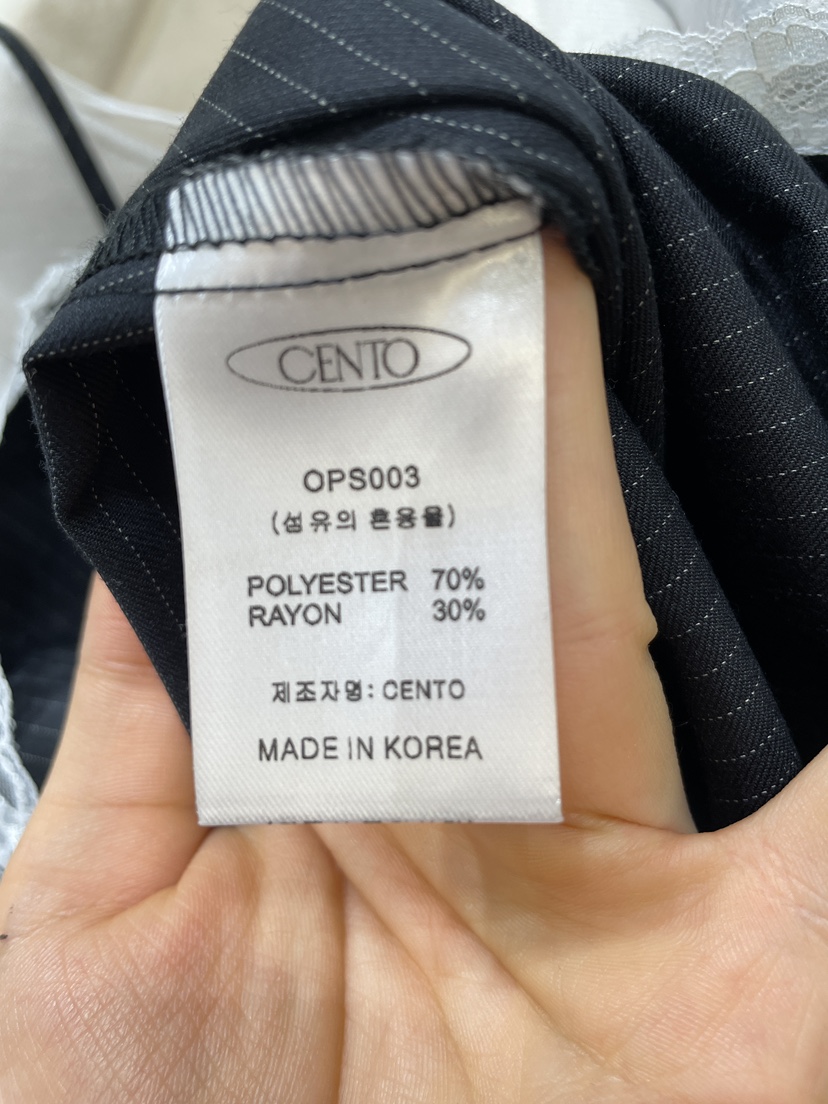 CENTO
OPS003
(섬유의 혼용율)
POLYESTER 70%
RAYON 30%
제조자명: CENTO
MADE IN KOREA